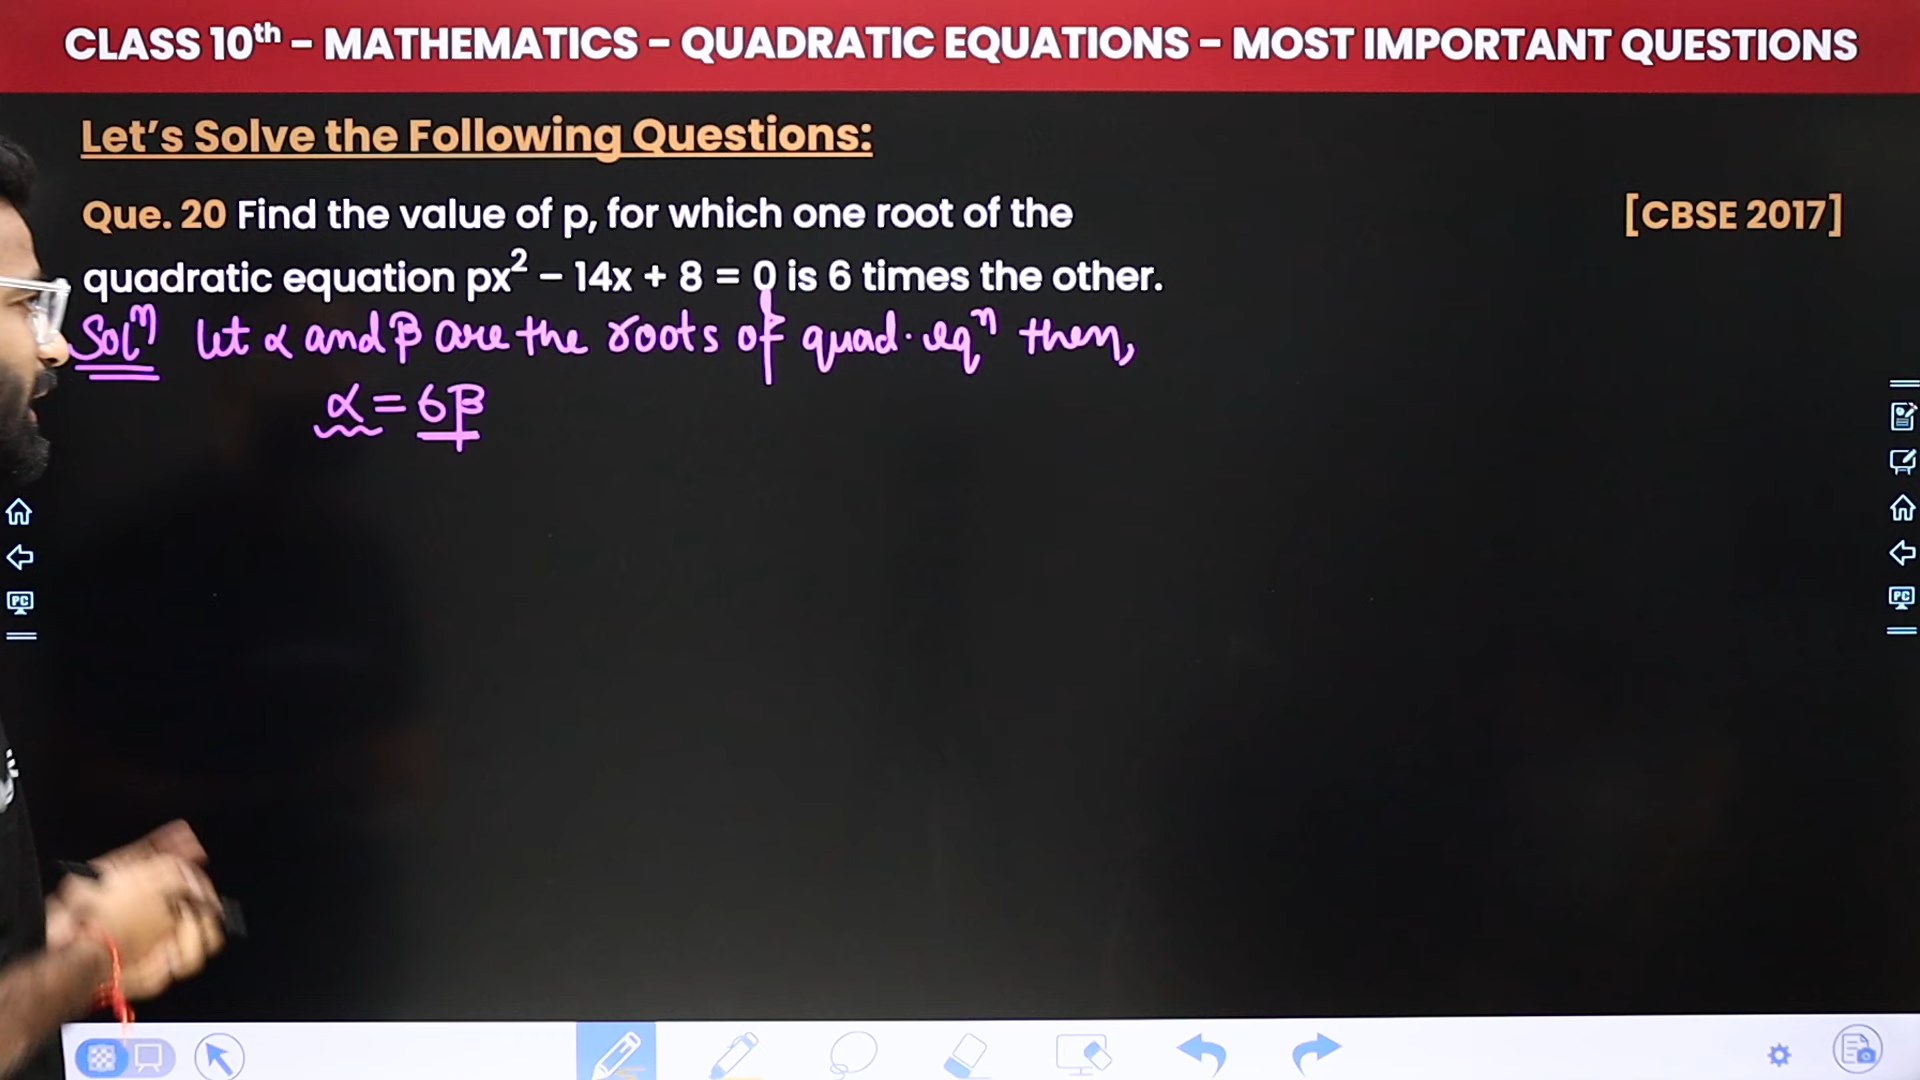 CLASS 10th – MATHEMATICS – QUADRATIC EQUATIONS – MOST IMPORTANT QUESTIONS
Let's Solve the Following Questions:
Que. 20 Find the value of p, for which one root of the [CBSE 2017]
quadratic equation px² – 14x + 8 = 0 is 6 times the other.
Solⁿ let α and β are the roots of quad. eqⁿ then,
α = 6β
PC
PC